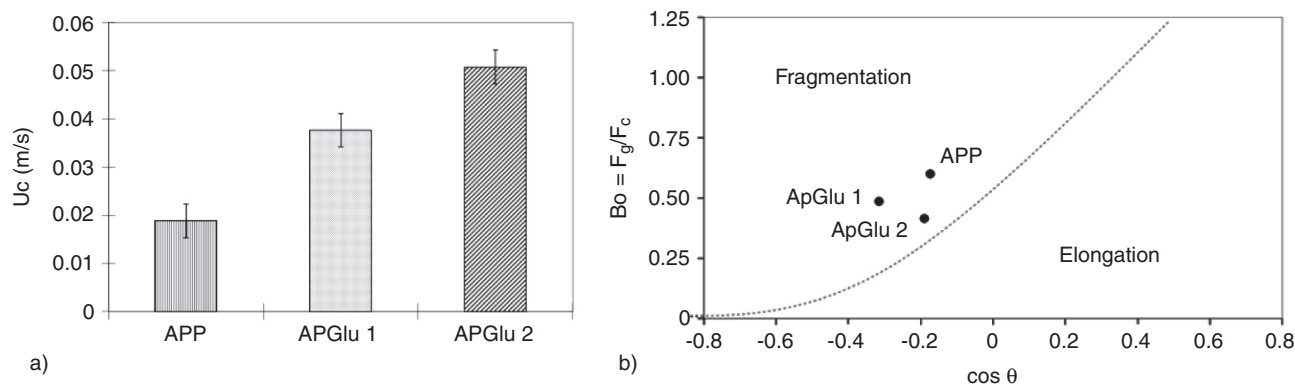 0.06
0.05
0.04
0.03
0.02
0.01
0
Uc (m/s)
APP
APGlu 1
APGlu 2
a)
1.25
1.00
0.75
0.50
0.25
0
Bo = Fg/Fc
Fragmentation
APP
ApGlu 1
ApGlu 2
Elongation
-0.8 -0.6 -0.4 -0.2 0 0.2 0.4 0.6 0.8
cos θ
b)